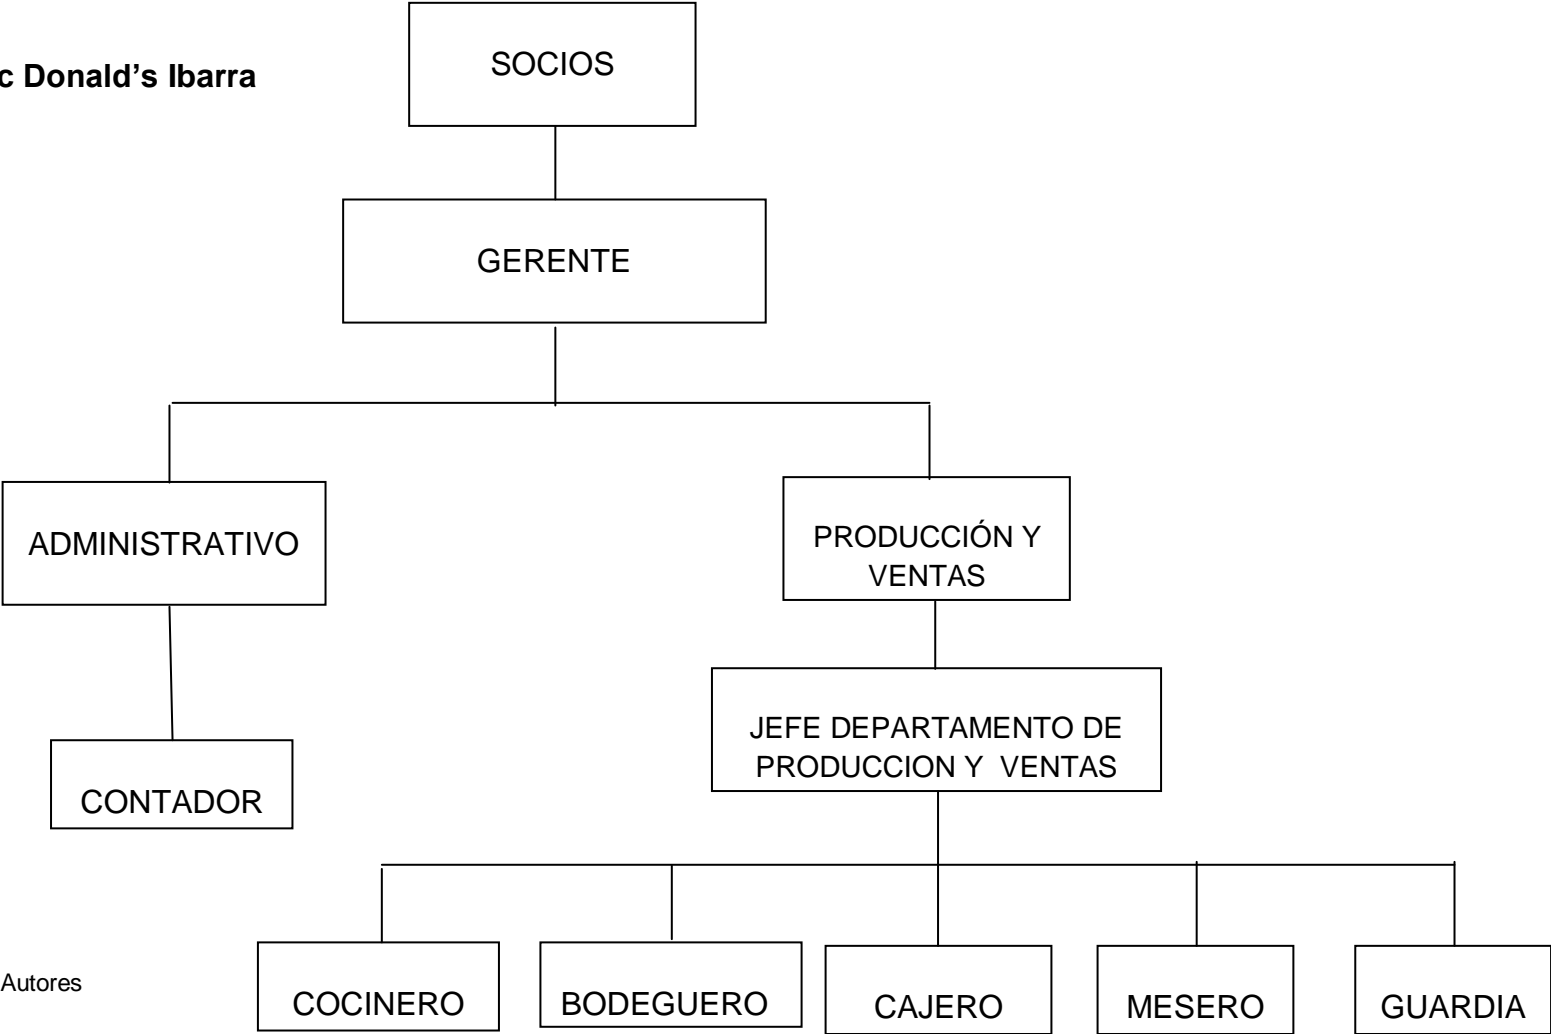 SOCIOS
c Donald’s Ibarra
GERENTE
ADMINISTRATIVO
PRODUCCIÓN Y
VENTAS
JEFE DEPARTAMENTO DE
PRODUCCION Y  VENTAS
CONTADOR
COCINERO
BODEGUERO
CAJERO
MESERO
GUARDIA
Autores